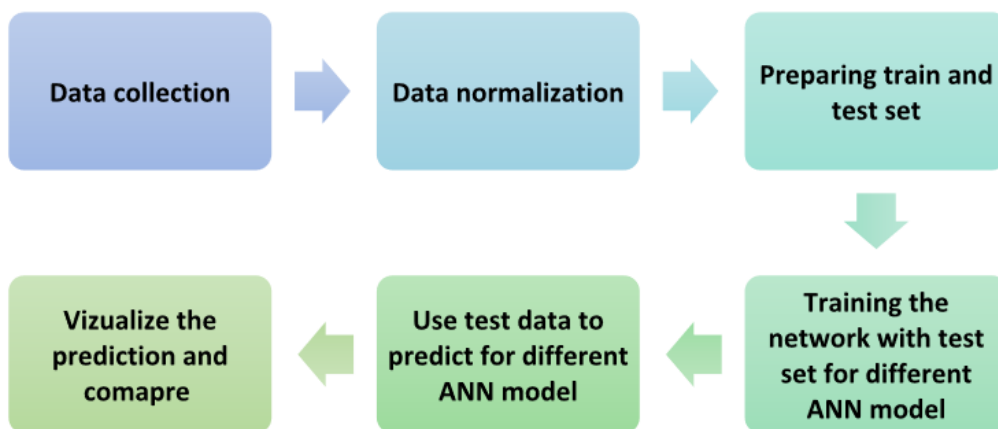 Data collection
Data normalization
Preparing train and
test set
Training the
network with test
set for different
ANN model
Use test data to
predict for different
ANN model
Vizualize the
prediction and
comapre